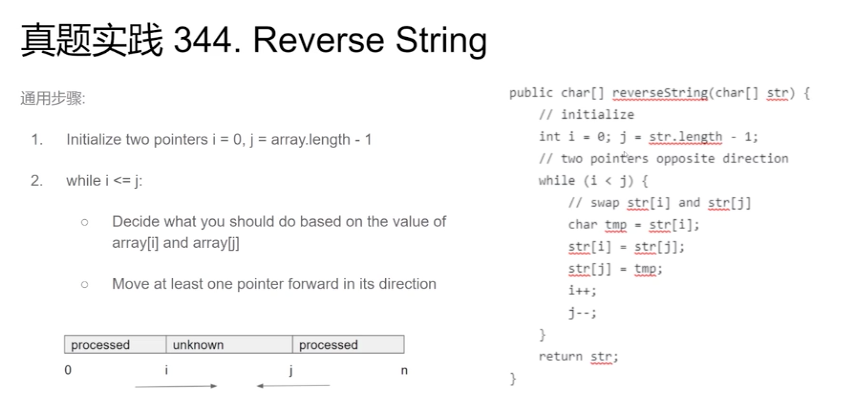 真题实践 344. Reverse String
通用步骤:
1. Initialize two pointers i = 0, j = array.length - 1
2. while i <= j:
○ Decide what you should do based on the value of
array[i] and array[j]
○ Move at least one pointer forward in its direction
processed unknown processed
0 i j n
public char[] reverseString(char[] str) {
// initialize
int i = 0; j = str.length - 1;
// two pointers opposite direction
while (i < j) {
// swap str[i] and str[j]
char tmp = str[i];
str[i] = str[j];
str[j] = tmp;
i++;
j--;
}
return str;
}